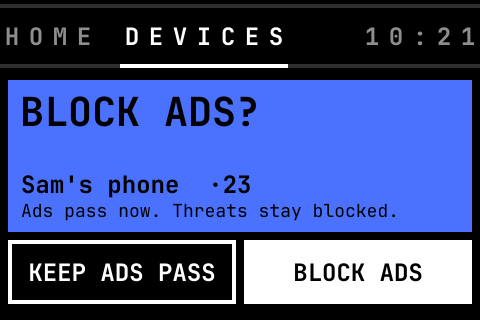 HOME DEVICES 10:21
BLOCK ADS?
Sam's phone ·23
Ads pass now. Threats stay blocked.
KEEP ADS PASS BLOCK ADS